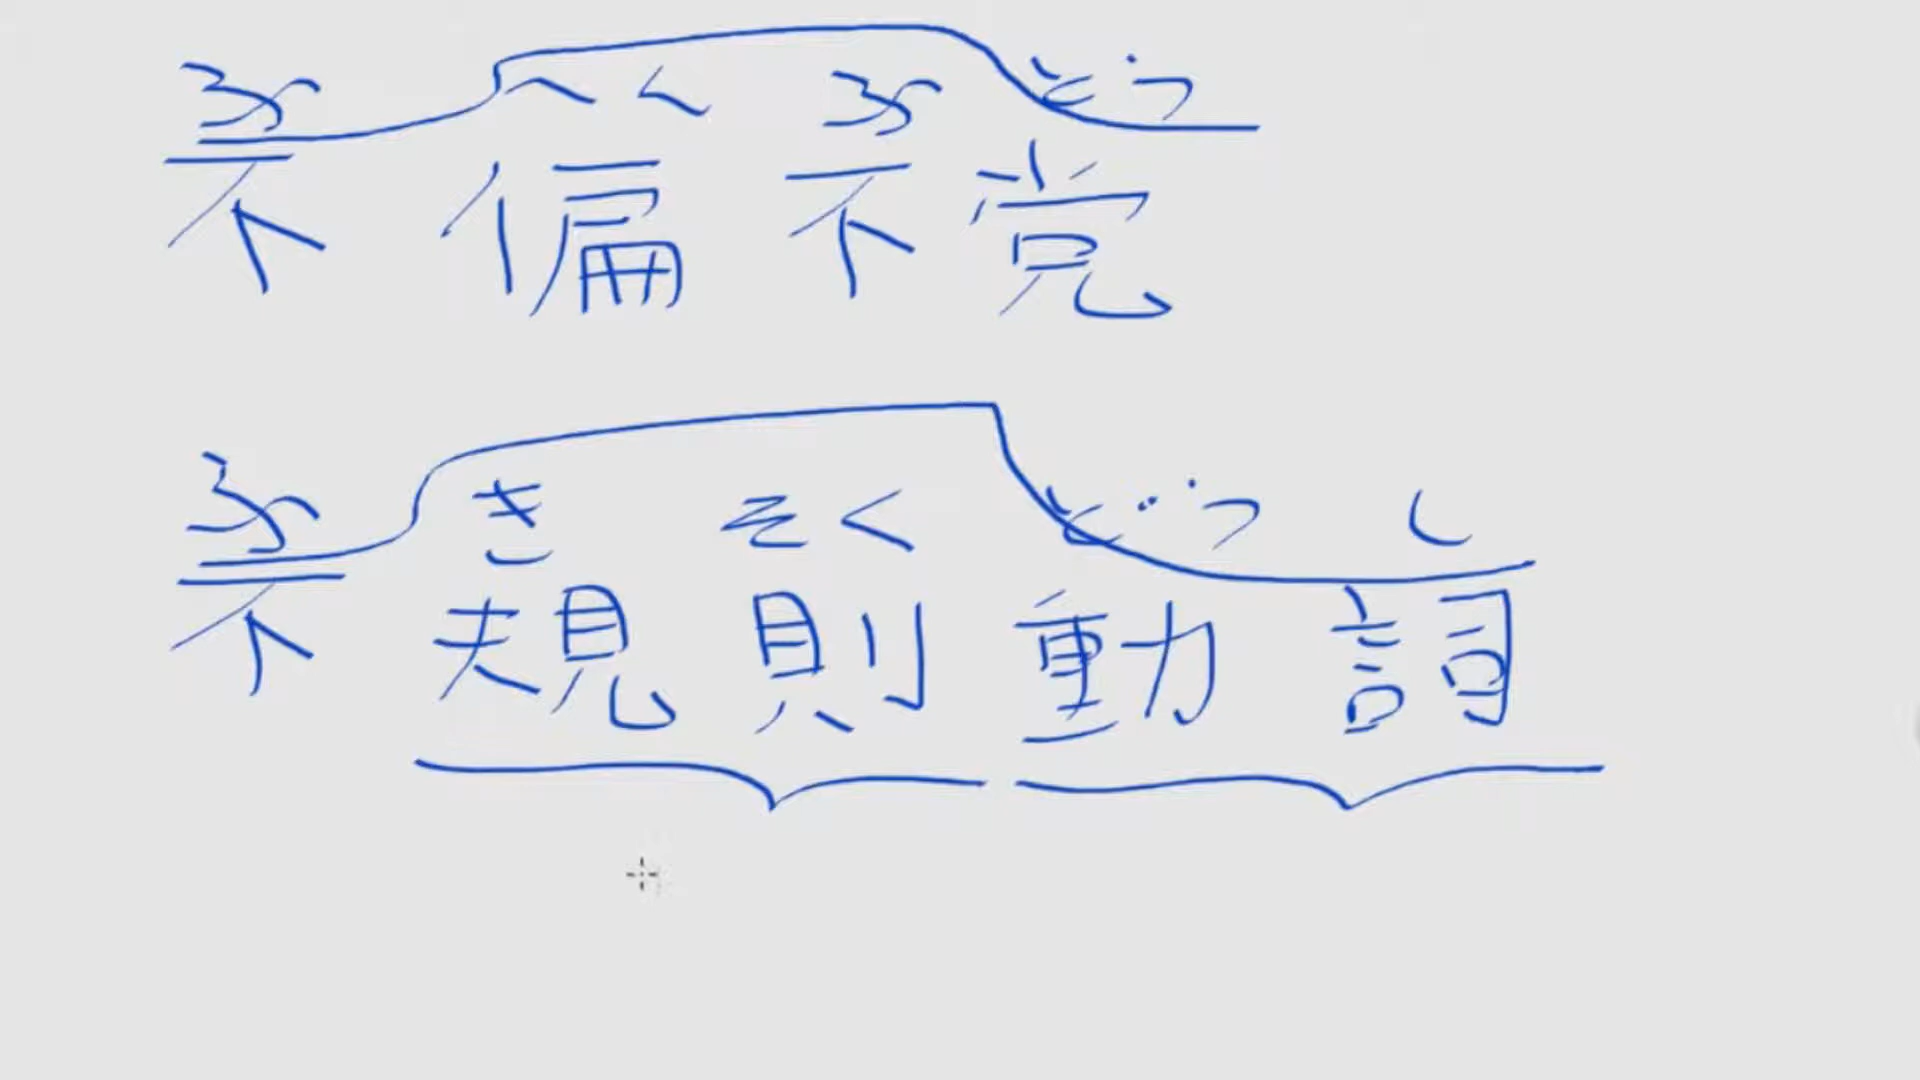 ふ へん ふ とう
不 偏 不 党
ふ き そく どう し
不 規 則 動 詞